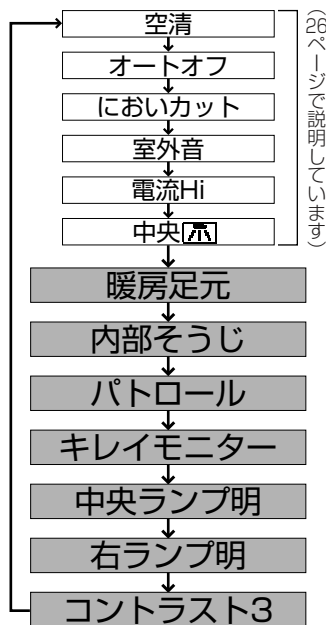 空清
オートオフ
においカット
室外音
電流Hi
中央
暖房足元
内部そうじ
パトロール
キレイモニター
中央ランプ明
右ランプ明
コントラスト3
（26ページで説明しています）